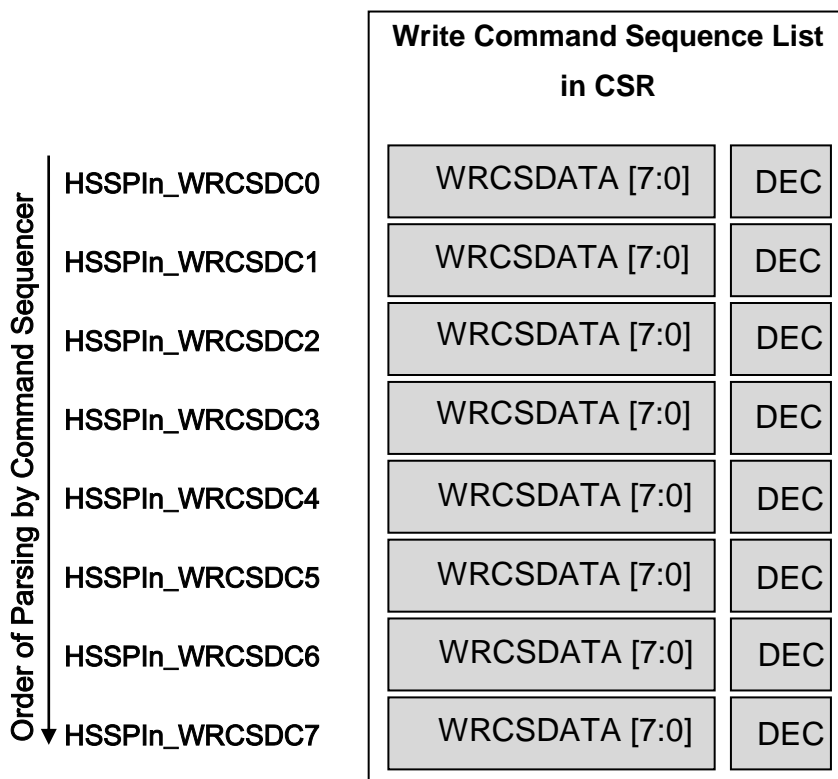 Write Command Sequence List
in CSR
Order of Parsing by Command Sequencer
HSSPIn_WRCSDC0 WRCSDATA [7:0] DEC
HSSPIn_WRCSDC1 WRCSDATA [7:0] DEC
HSSPIn_WRCSDC2 WRCSDATA [7:0] DEC
HSSPIn_WRCSDC3 WRCSDATA [7:0] DEC
HSSPIn_WRCSDC4 WRCSDATA [7:0] DEC
HSSPIn_WRCSDC5 WRCSDATA [7:0] DEC
HSSPIn_WRCSDC6 WRCSDATA [7:0] DEC
HSSPIn_WRCSDC7 WRCSDATA [7:0] DEC